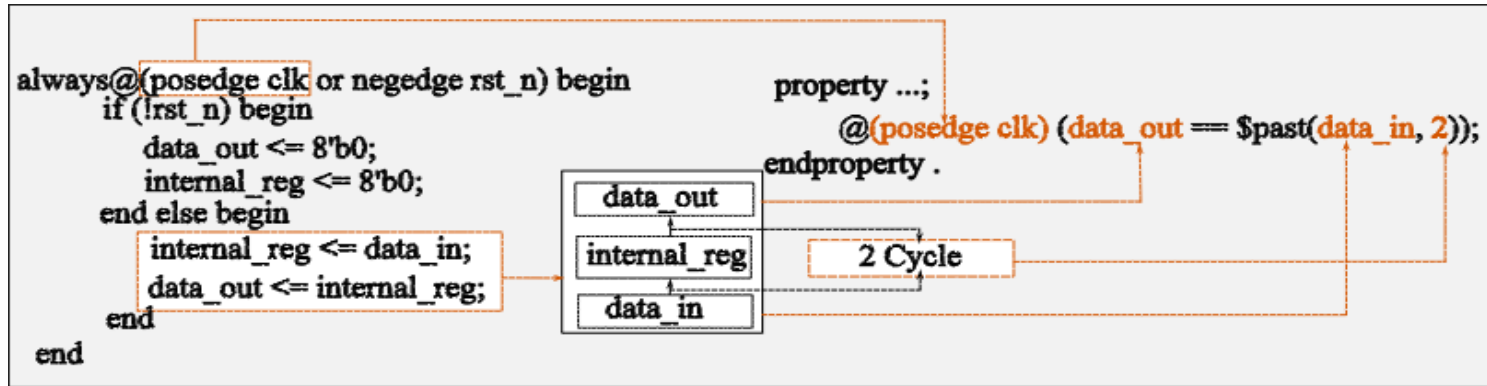 always@(posedge clk or negedge rst_n) begin
if (!rst_n) begin
data_out <= 8'b0;
internal_reg <= 8'b0;
end else begin
internal_reg <= data_in;
data_out <= internal_reg;
end
end
data_out
internal_reg
data_in
2 Cycle
property ...;
@(posedge clk) (data_out == $past(data_in, 2));
endproperty .